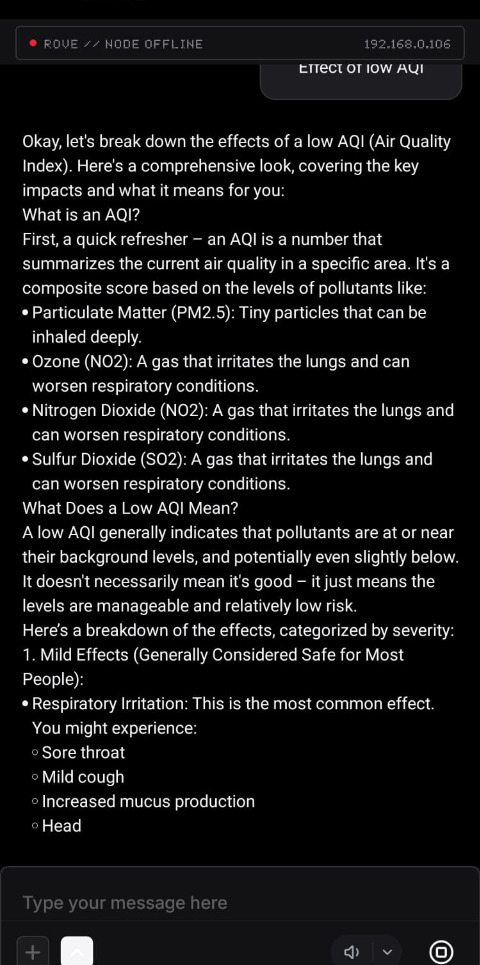 ROVE // NODE OFFLINE 192.168.0.106
Effect of low AQI
Okay, let's break down the effects of a low AQI (Air Quality
Index). Here's a comprehensive look, covering the key
impacts and what it means for you:
What is an AQI?
First, a quick refresher – an AQI is a number that
summarizes the current air quality in a specific area. It's a
composite score based on the levels of pollutants like:
• Particulate Matter (PM2.5): Tiny particles that can be
inhaled deeply.
• Ozone (NO2): A gas that irritates the lungs and can
worsen respiratory conditions.
• Nitrogen Dioxide (NO2): A gas that irritates the lungs and
can worsen respiratory conditions.
• Sulfur Dioxide (SO2): A gas that irritates the lungs and
can worsen respiratory conditions.
What Does a Low AQI Mean?
A low AQI generally indicates that pollutants are at or near
their background levels, and potentially even slightly below.
It doesn't necessarily mean it's good – it just means the
levels are manageable and relatively low risk.
Here’s a breakdown of the effects, categorized by severity:
1. Mild Effects (Generally Considered Safe for Most
People):
• Respiratory Irritation: This is the most common effect.
You might experience:
○ Sore throat
○ Mild cough
○ Increased mucus production
○ Head
Type your message here